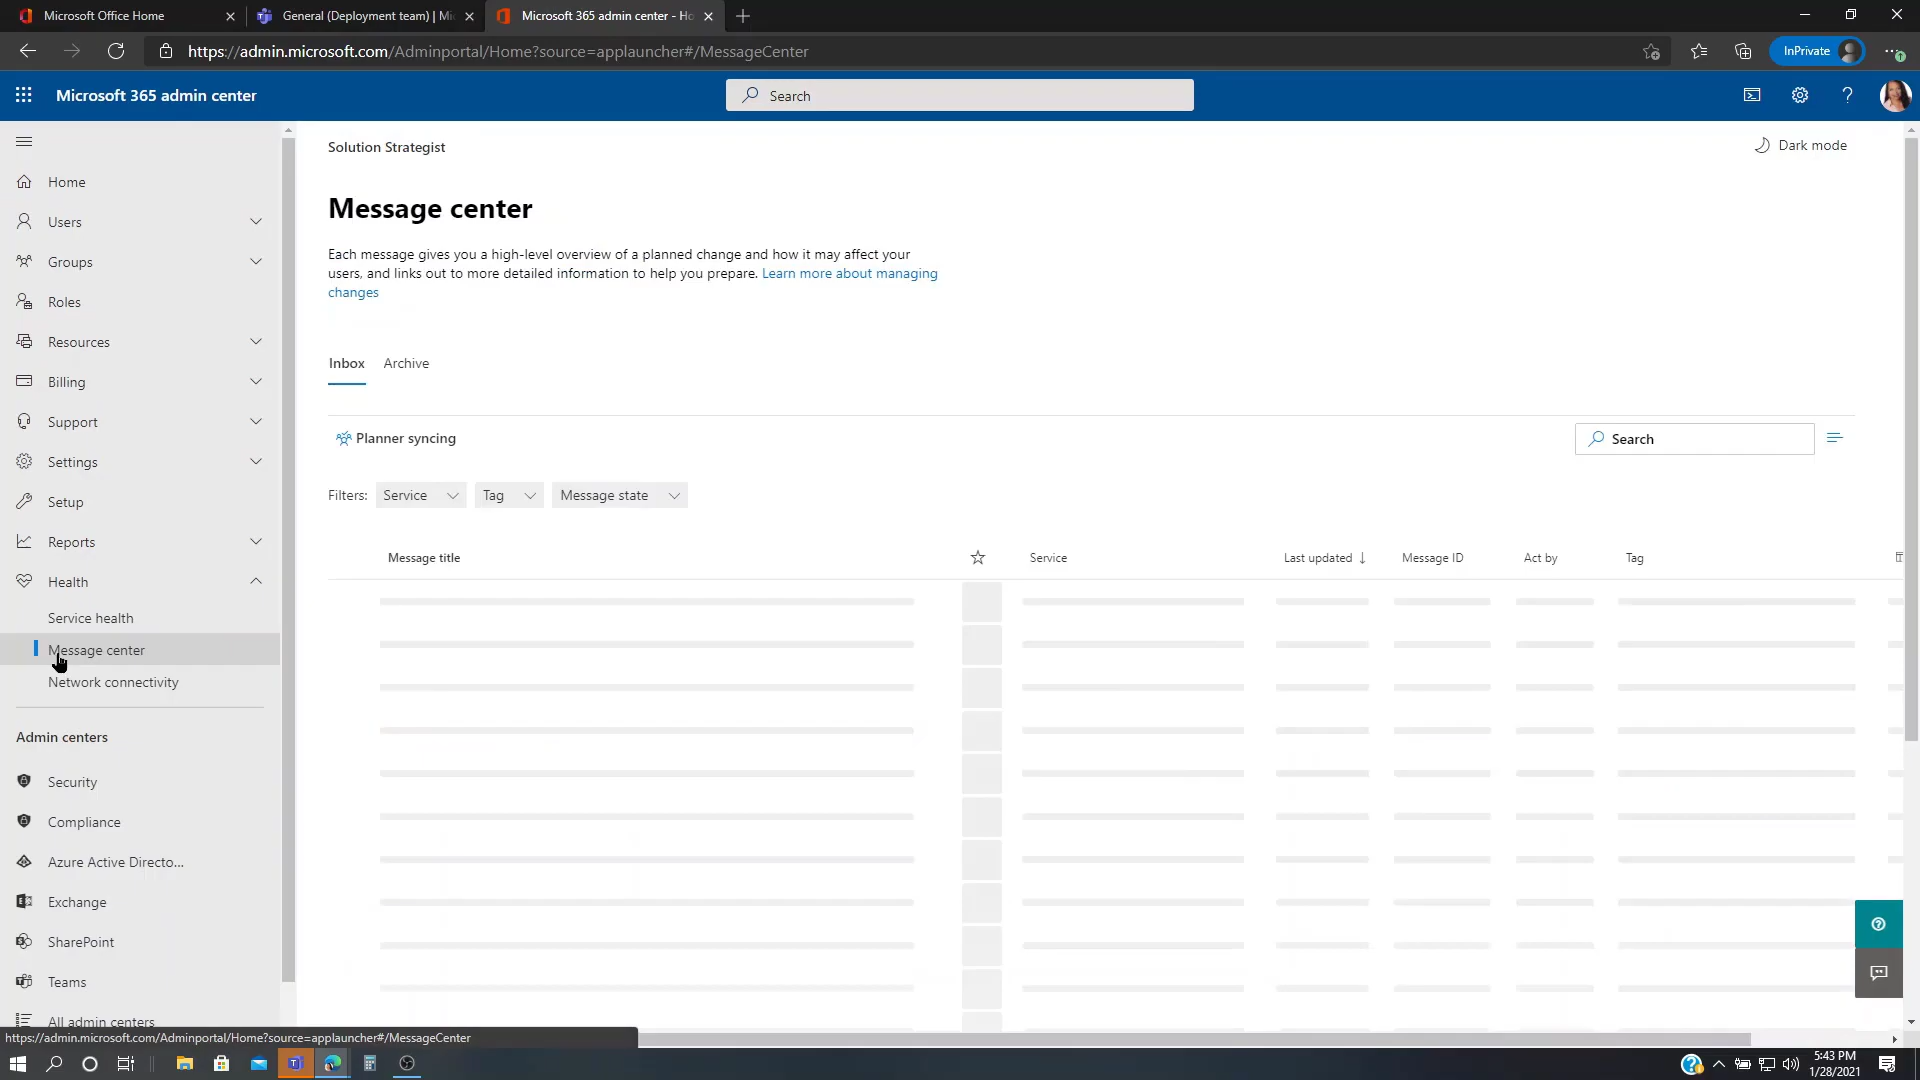 Microsoft Office Home
General (Deployment team) | Mi
Microsoft 365 admin center - Ho
https://admin.microsoft.com/Adminportal/Home?source=applauncher#/MessageCenter
InPrivate
Microsoft 365 admin center
Search
Solution Strategist
Dark mode
Home
Users
Groups
Roles
Resources
Billing
Support
Settings
Setup
Reports
Health
Service health
Message center
Network connectivity
Admin centers
Security
Compliance
Azure Active Directo...
Exchange
SharePoint
Teams
All admin centers
Message center
Each message gives you a high-level overview of a planned change and how it may affect your
users, and links out to more detailed information to help you prepare. Learn more about managing
changes
Inbox
Archive
Planner syncing
Search
Filters:
Service
Tag
Message state
Message title
Service
Last updated ↓
Message ID
Act by
Tag
https://admin.microsoft.com/Adminportal/Home?source=applauncher#/MessageCenter
5:43 PM
1/28/2021